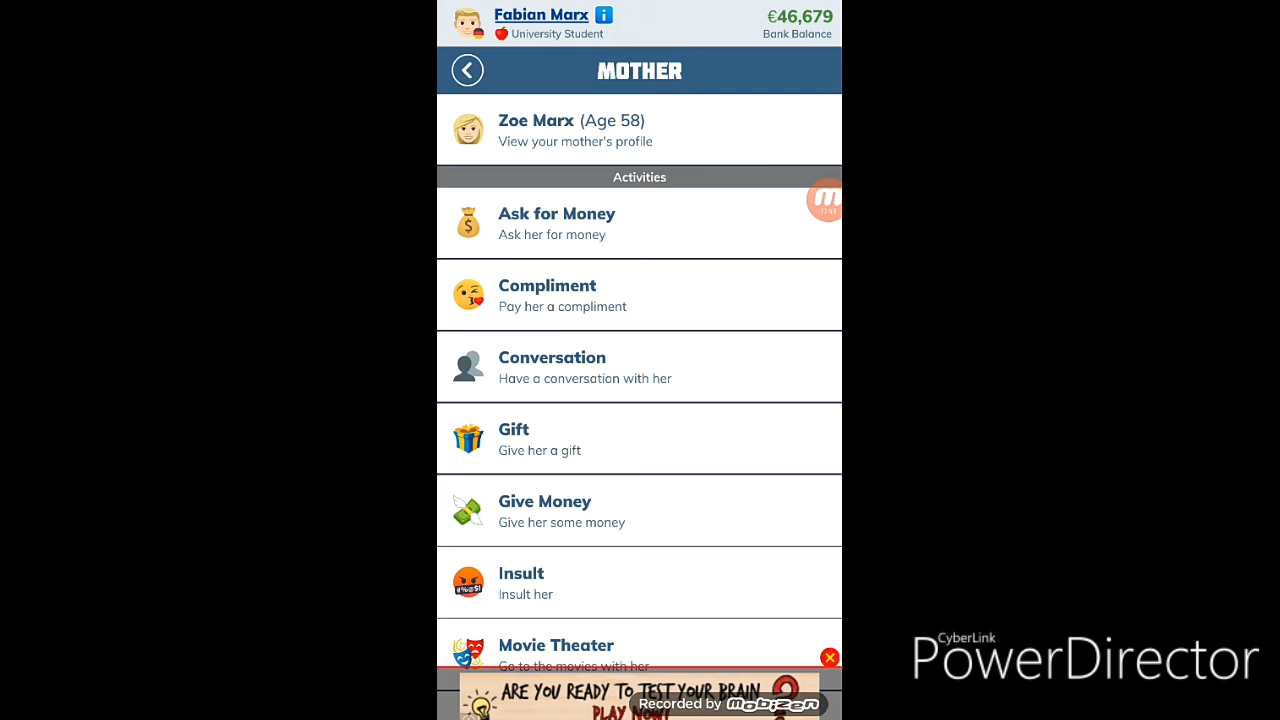 Fabian Marx
€46,679
University Student
Bank Balance
MOTHER
Zoe Marx (Age 58)
View your mother's profile
Activities
Ask for Money
Ask her for money
17:43
Compliment
Pay her a compliment
Conversation
Have a conversation with her
Gift
Give her a gift
Give Money
Give her some money
Insult
Insult her
Movie Theater
Go to the movies with her
CyberLink
PowerDirector
ARE YOU READY TO TEST YOUR BRAIN
PLAY NOW!
Recorded by mobizen